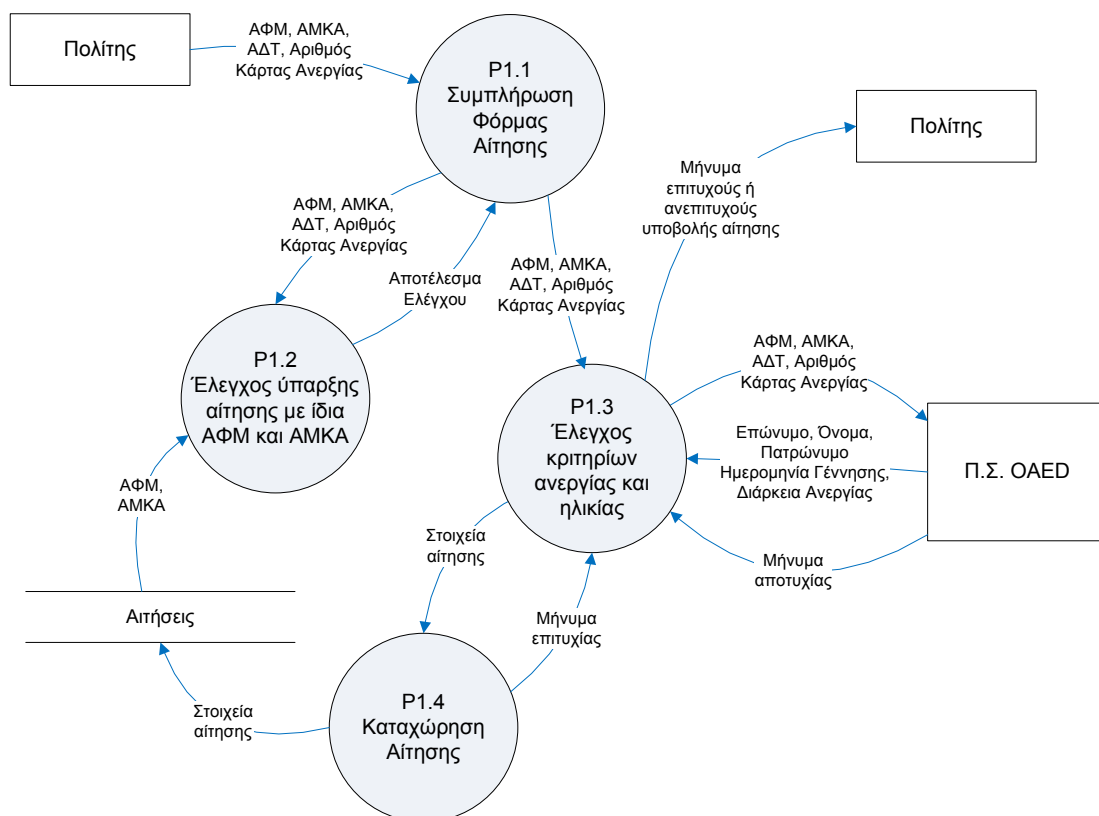 Πολίτης
ΑΦΜ, ΑΜΚΑ,
ΑΔΤ, Αριθμός
Κάρτας Ανεργίας
P1.1
Συμπλήρωση
Φόρμας
Αίτησης
Πολίτης
Μήνυμα
επιτυχούς ή
ανεπιτυχούς
υποβολής αίτησης
ΑΦΜ, ΑΜΚΑ,
ΑΔΤ, Αριθμός
Κάρτας Ανεργίας
Αποτέλεσμα
Ελέγχου
ΑΦΜ, ΑΜΚΑ,
ΑΔΤ, Αριθμός
Κάρτας Ανεργίας
P1.2
Έλεγχος ύπαρξης
αίτησης με ίδια
ΑΦΜ και ΑΜΚΑ
ΑΦΜ, ΑΜΚΑ,
ΑΔΤ, Αριθμός
Κάρτας Ανεργίας
P1.3
Έλεγχος
κριτηρίων
ανεργίας και
ηλικίας
Επώνυμο, Όνομα,
Πατρώνυμο
Ημερομηνία Γέννησης,
Διάρκεια Ανεργίας
Π.Σ. OAED
ΑΦΜ,
ΑΜΚΑ
Στοιχεία
αίτησης
Μήνυμα
αποτυχίας
Αιτήσεις
Μήνυμα
επιτυχίας
Στοιχεία
αίτησης
P1.4
Καταχώρηση
Αίτησης